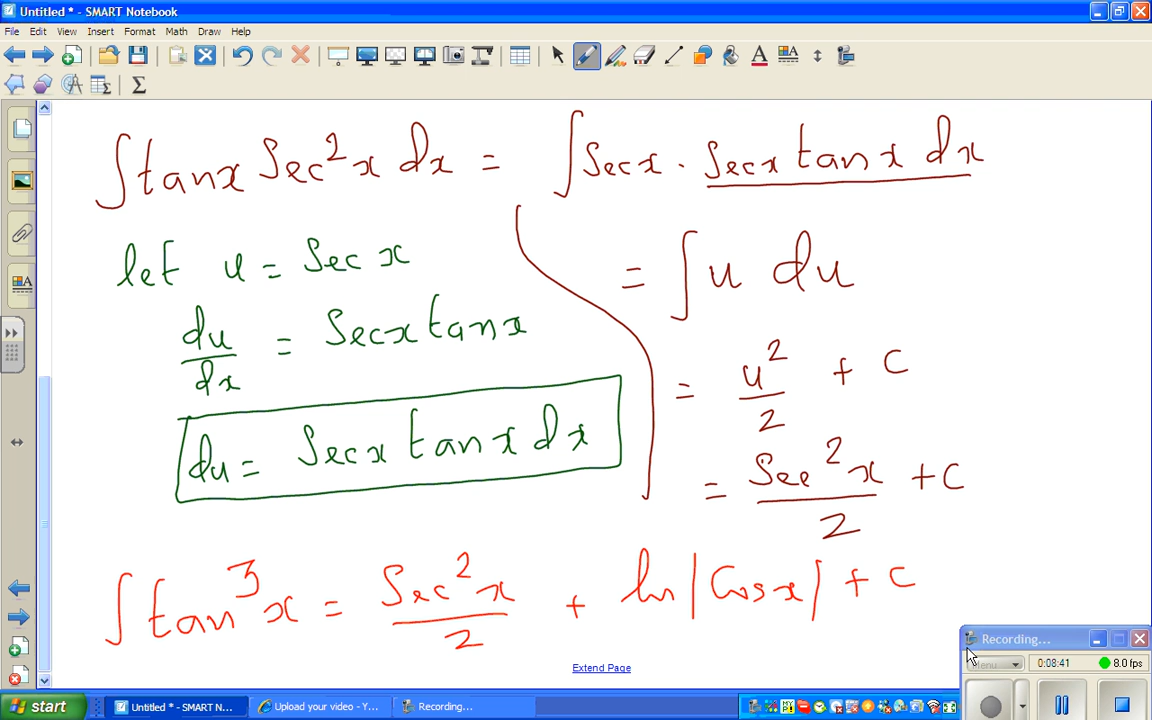 Untitled * - SMART Notebook
File Edit View Insert Format Math Draw Help
∫tanx Sec²x dx = ∫Secx · Secx tanx dx
let u = Sec x
= ∫ u du
du/dx = Secx tanx
= u²/2 + c
du = Secx tanx dx
= Sec²x/2 + c
∫tan³x = Sec²x/2 + ln|Cosx| + c
Extend Page
Recording...
Menu 0:08:41 8.0 fps
start Untitled * - SMART N... Upload your video - Y... Recording...